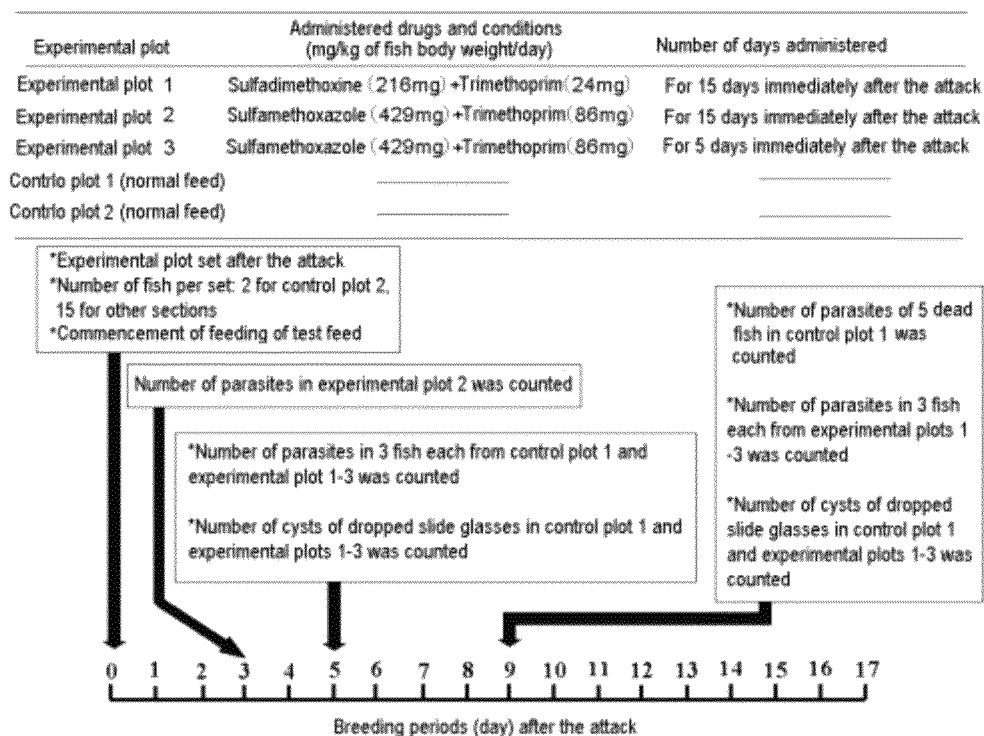 Experimental plot
Administered drugs and conditions
(mg/kg of fish body weight/day)
Number of days administered
Experimental plot 1 Sulfadimethoxine (216mg)+Trimethoprim(24mg) For 15 days immediately after the attack
Experimental plot 2 Sulfamethoxazole (429mg)+Trimethoprim(86mg) For 15 days immediately after the attack
Experimental plot 3 Sulfamethoxazole (429mg)+Trimethoprim(86mg) For 5 days immediately after the attack
Contrlo plot 1 (normal feed)
Contrlo plot 2 (normal feed)
*Experimental plot set after the attack
*Number of fish per set: 2 for control plot 2,
15 for other sections
*Commencement of feeding of test feed
Number of parasites in experimental plot 2 was counted
*Number of parasites in 3 fish each from control plot 1 and
experimental plot 1-3 was counted
*Number of cysts of dropped slide glasses in control plot 1 and
experimental plots 1-3 was counted
*Number of parasites of 5 dead
fish in control plot 1 was
counted
*Number of parasites in 3 fish
each from experimental plots 1
-3 was counted
*Number of cysts of dropped
slide glasses in control plot 1
and experimental plots 1-3 was
counted
0 1 2 3 4 5 6 7 8 9 10 11 12 13 14 15 16 17
Breeding periods (day) after the attack